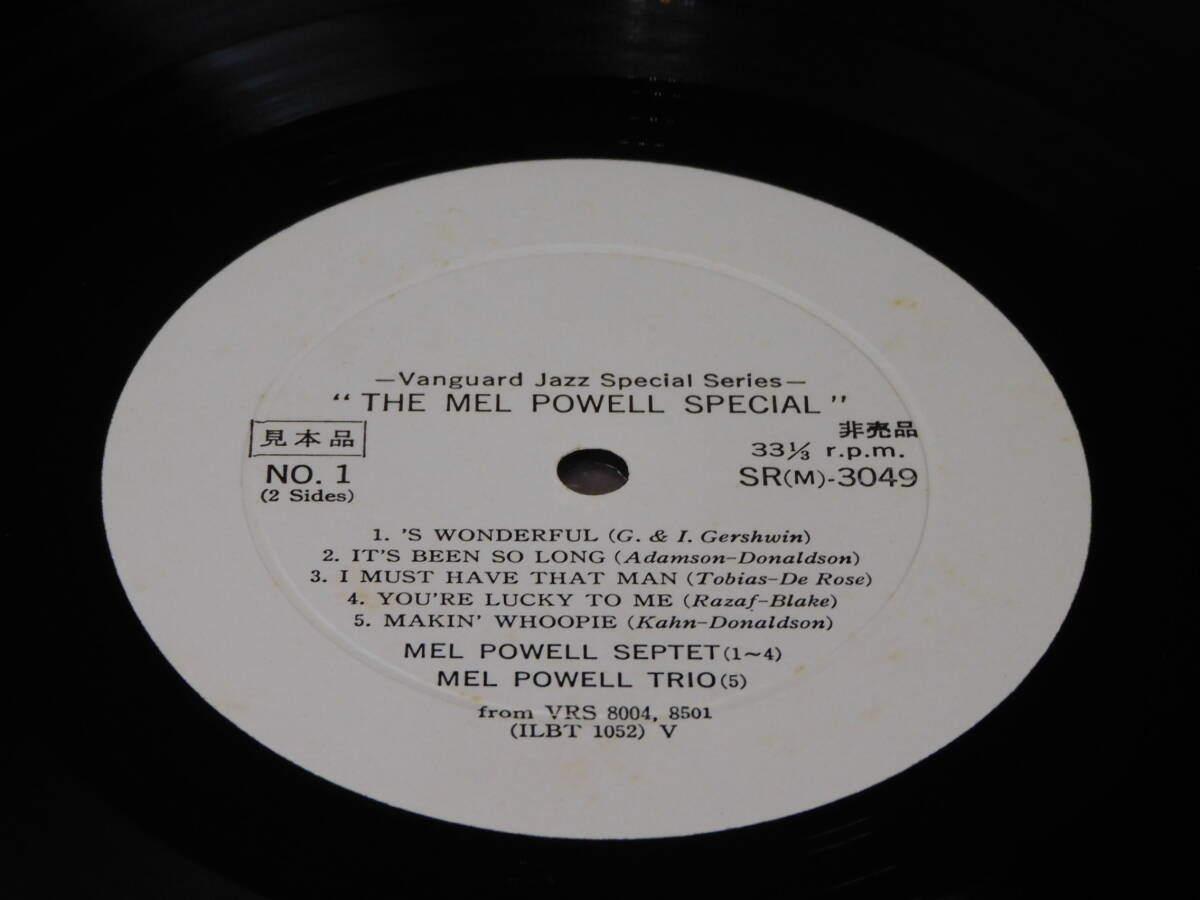 —Vanguard Jazz Special Series—
“THE MEL POWELL SPECIAL”
見本品
非売品
NO. 1
33⅓ r.p.m.
(2 Sides)
SR(M)-3049
1. 'S WONDERFUL (G. & I. Gershwin)
2. IT'S BEEN SO LONG (Adamson-Donaldson)
3. I MUST HAVE THAT MAN (Tobias-De Rose)
4. YOU'RE LUCKY TO ME (Razaf-Blake)
5. MAKIN' WHOOPIE (Kahn-Donaldson)
MEL POWELL SEPTET(1~4)
MEL POWELL TRIO(5)
from VRS 8004, 8501
(ILBT 1052) V